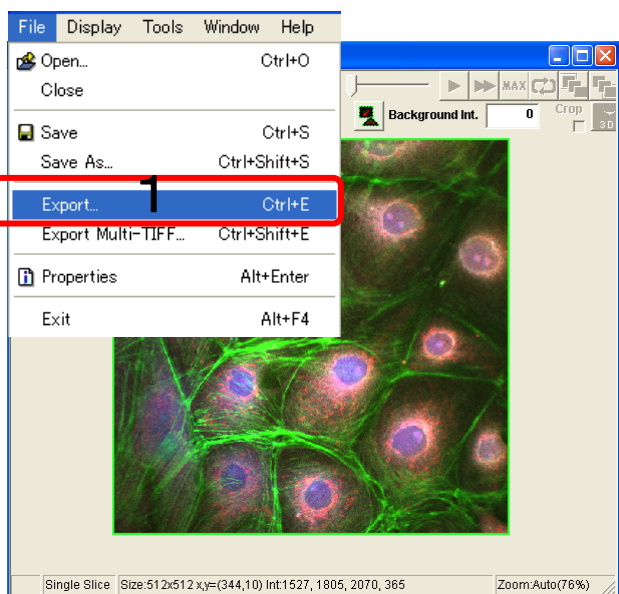 File Display Tools Window Help
Open... Ctrl+O
Close
Save Ctrl+S
Save As... Ctrl+Shift+S
1
Export... Ctrl+E
Export Multi-TIFF... Ctrl+Shift+E
Properties Alt+Enter
Exit Alt+F4
MAX
Background Int. 0 Crop
3D
Single Slice Size:512x512 x,y=(344,10) Int:1527, 1805, 2070, 365 Zoom:Auto(76%)